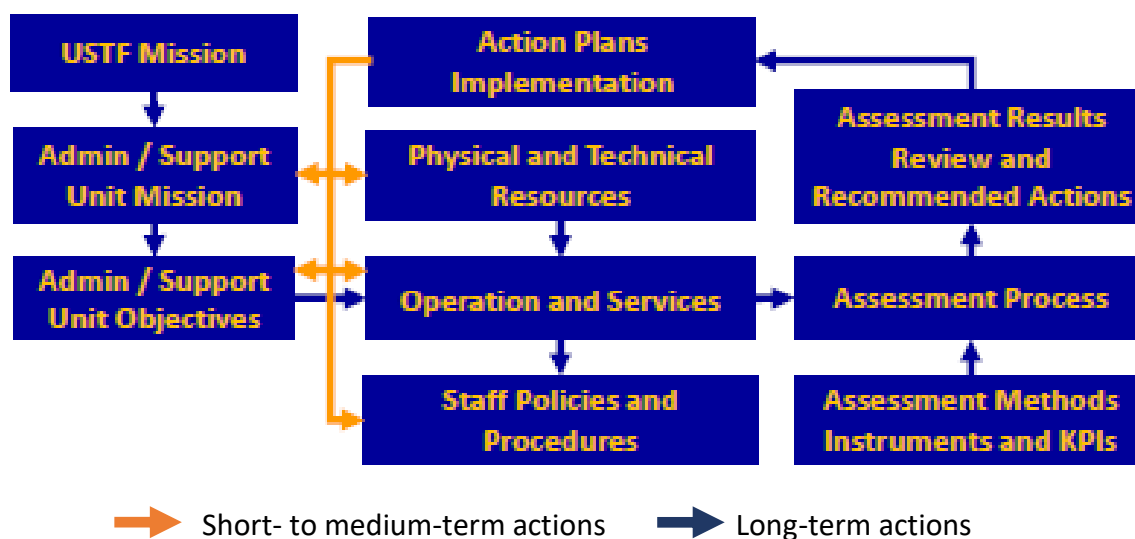 USTF Mission
Admin / Support
Unit Mission
Admin / Support
Unit Objectives
Action Plans
Implementation
Physical and Technical
Resources
Operation and Services
Staff Policies and
Procedures
Assessment Results
Review and
Recommended Actions
Assessment Process
Assessment Methods
Instruments and KPIs
Short- to medium-term actions
Long-term actions